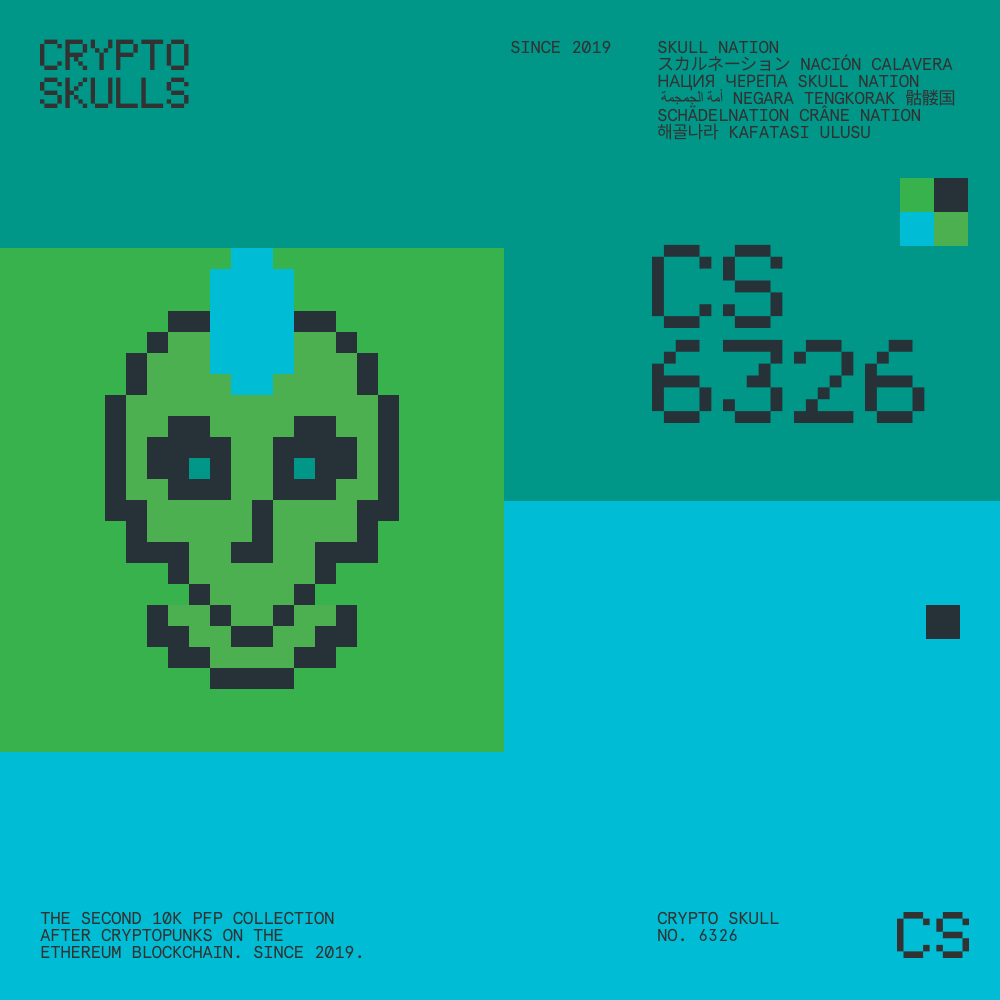 CRYPTO
SKULLS
SINCE 2019
SKULL NATION
スカルネーション NACIÓN CALAVERA
НАЦИЯ ЧЕРЕПА SKULL NATION
أمة الجمجمة NEGARA TENGKORAK 骷髅国
SCHÄDELNATION CRÂNE NATION
해골나라 KAFATASI ULUSU
CS
6326
THE SECOND 10K PFP COLLECTION
AFTER CRYPTOPUNKS ON THE
ETHEREUM BLOCKCHAIN. SINCE 2019.
CRYPTO SKULL
NO. 6326
CS